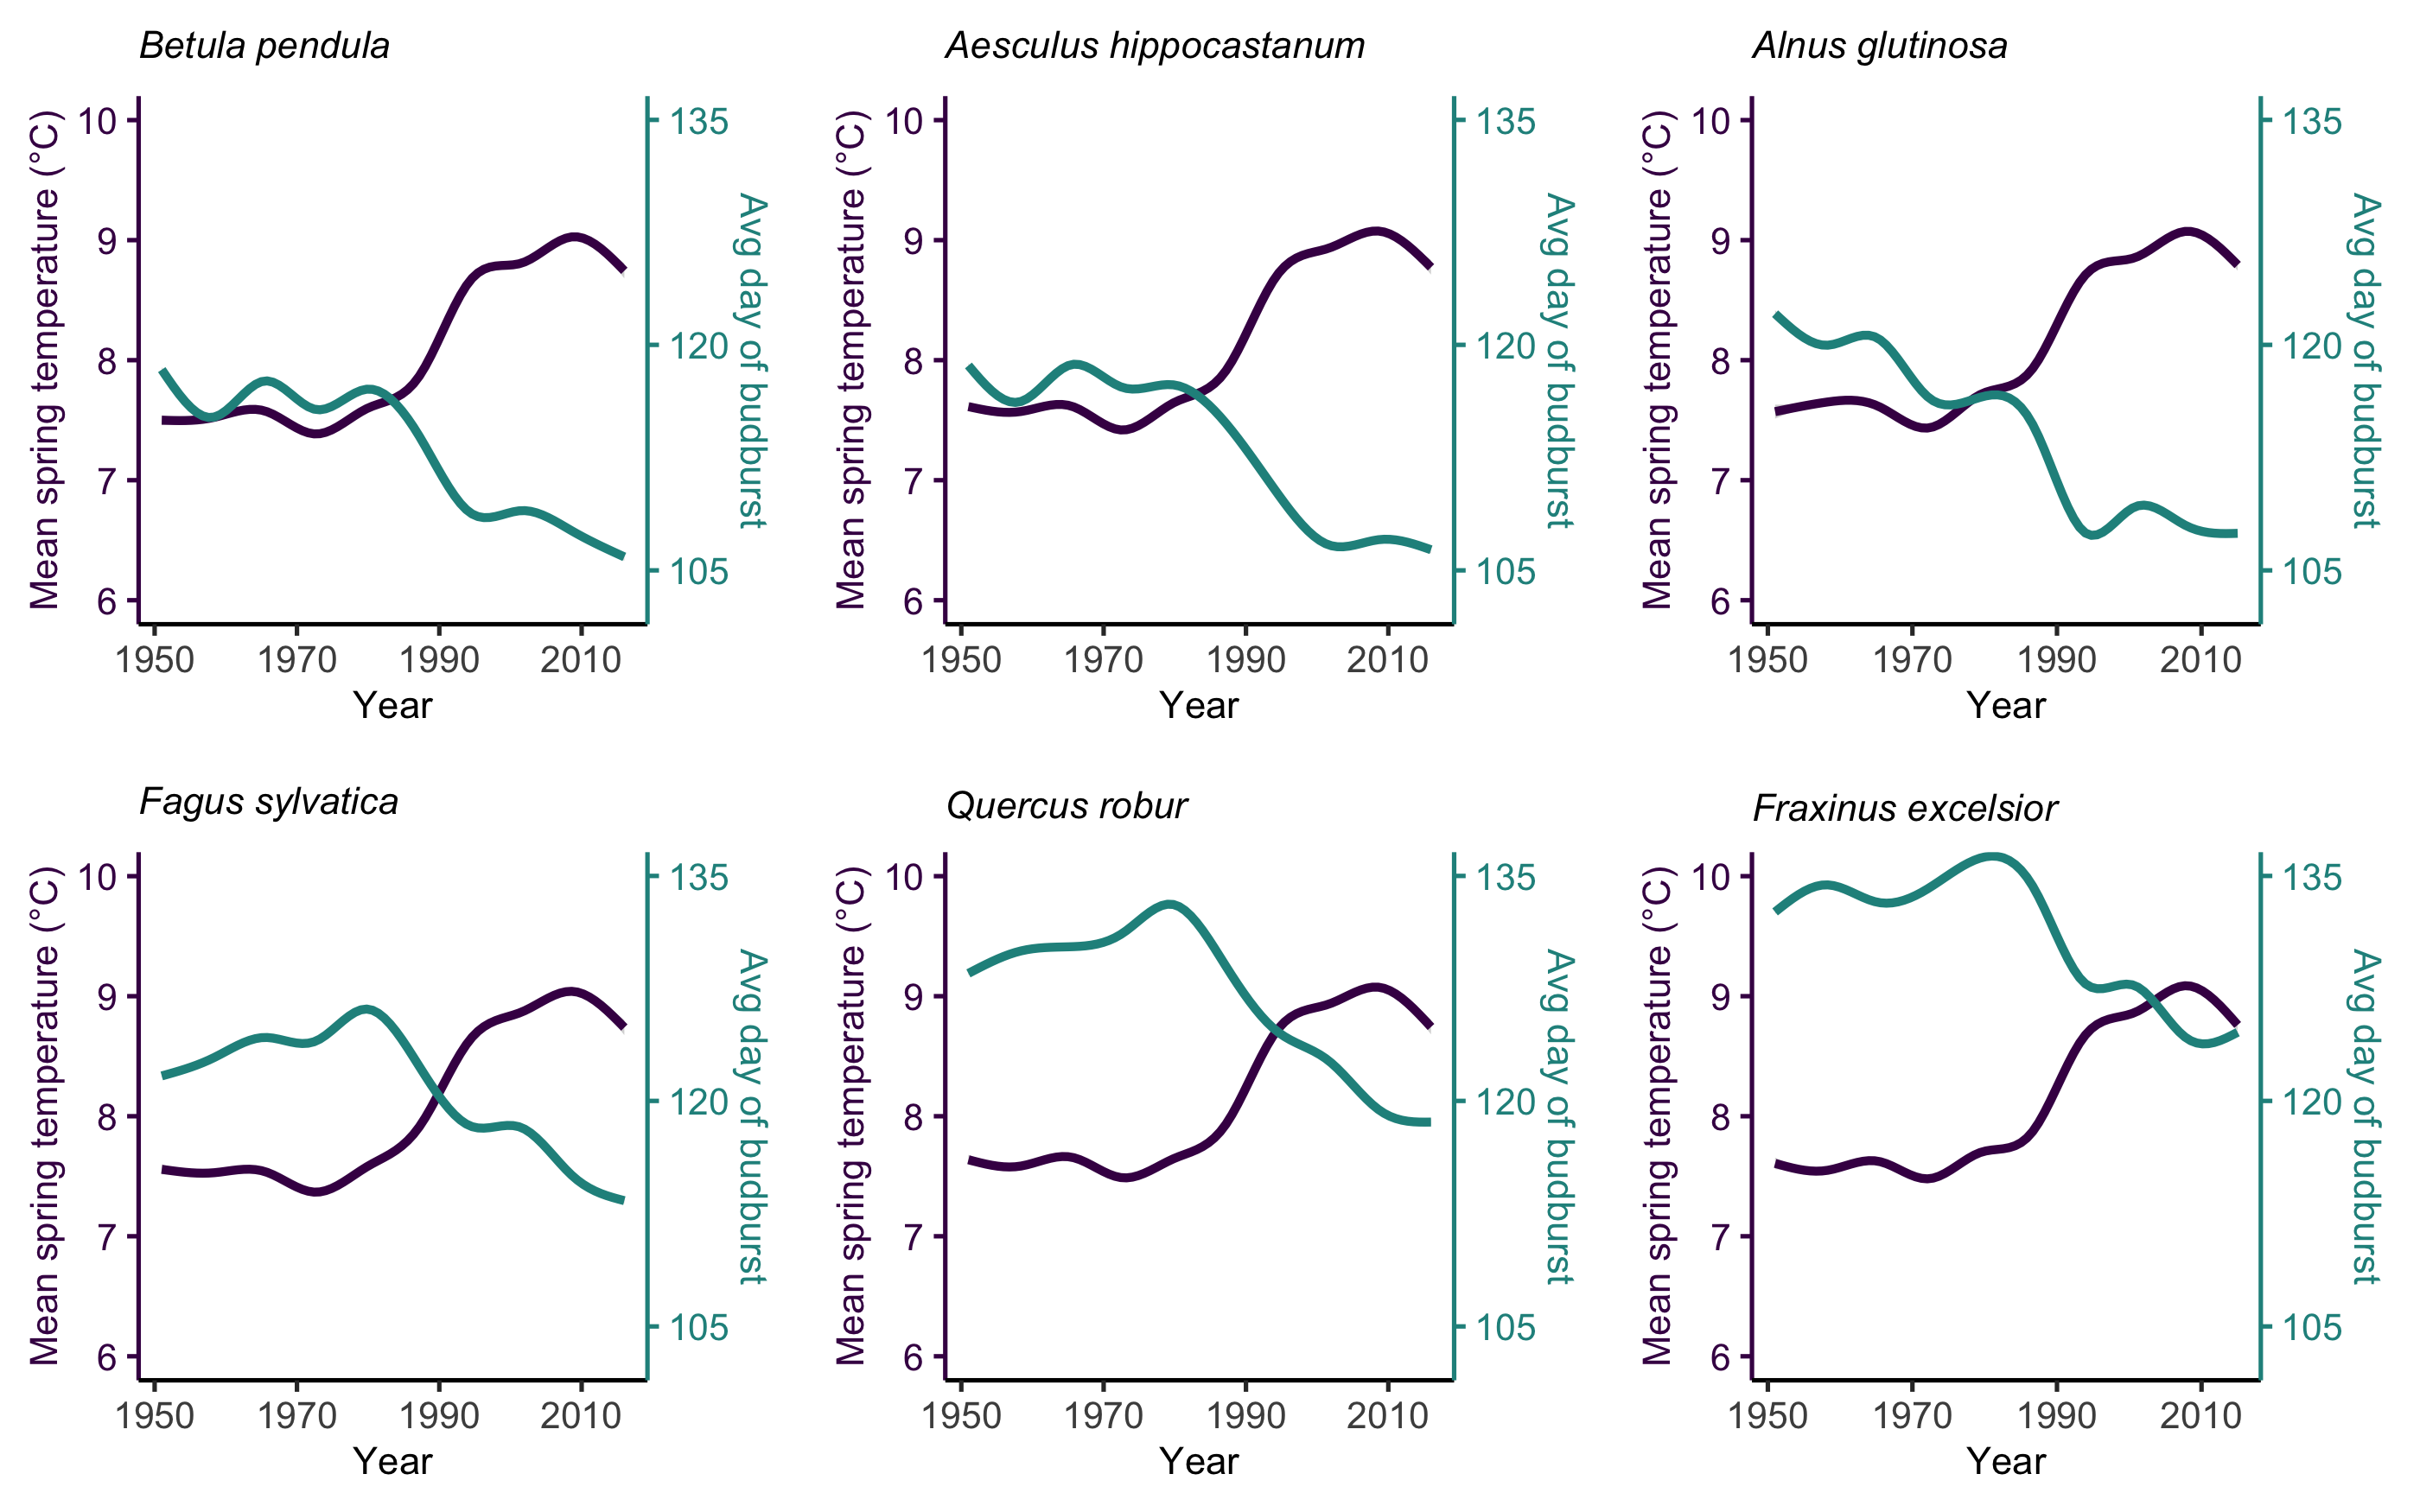 Betula pendula
Mean spring temperature (°C)
10
9
8
7
6
135
120
105
Avg day of budburst
1950 1970 1990 2010
Year
Aesculus hippocastanum
Mean spring temperature (°C)
10
9
8
7
6
135
120
105
Avg day of budburst
1950 1970 1990 2010
Year
Alnus glutinosa
Mean spring temperature (°C)
10
9
8
7
6
135
120
105
Avg day of budburst
1950 1970 1990 2010
Year
Fagus sylvatica
Mean spring temperature (°C)
10
9
8
7
6
135
120
105
Avg day of budburst
1950 1970 1990 2010
Year
Quercus robur
Mean spring temperature (°C)
10
9
8
7
6
135
120
105
Avg day of budburst
1950 1970 1990 2010
Year
Fraxinus excelsior
Mean spring temperature (°C)
10
9
8
7
6
135
120
105
Avg day of budburst
1950 1970 1990 2010
Year